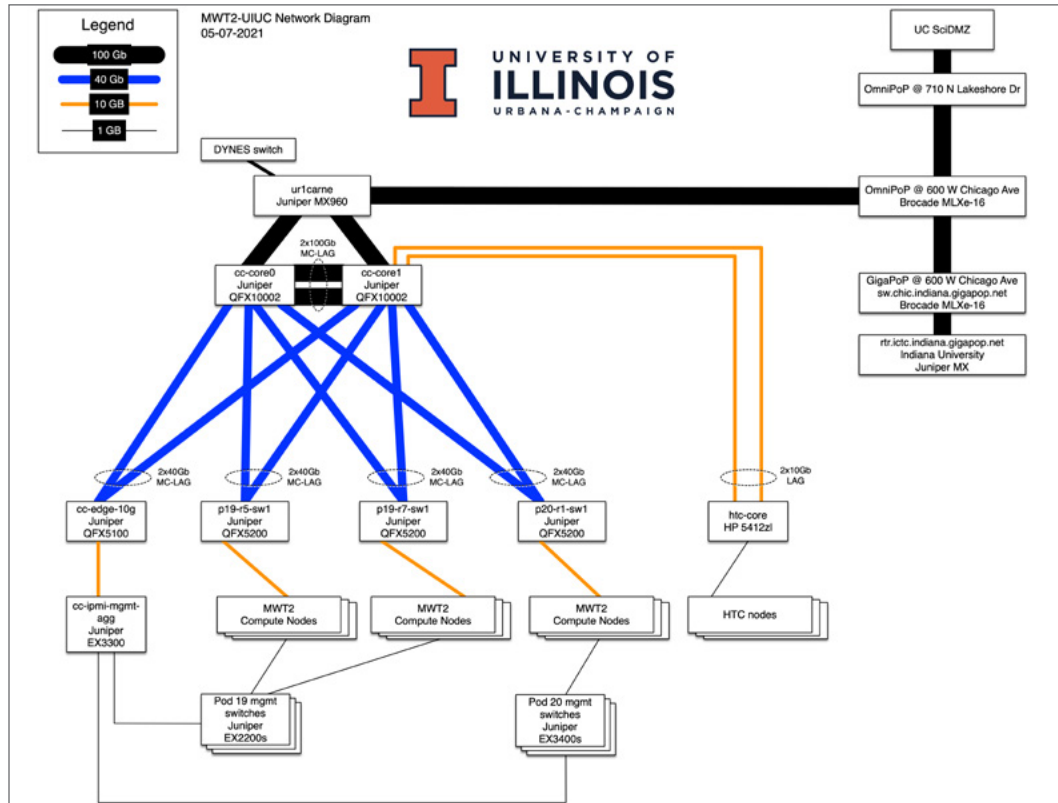 Legend
100 Gb
40 Gb
10 GB
1 GB
MWT2-UIUC Network Diagram
05-07-2021
UNIVERSITY OF
ILLINOIS
URBANA-CHAMPAIGN
UC SciDMZ
OmniPoP @ 710 N Lakeshore Dr
DYNES switch
ur1carne
Juniper MX960
OmniPoP @ 600 W Chicago Ave
Brocade MLXe-16
2x100Gb
MC-LAG
cc-core0
Juniper
QFX10002
cc-core1
Juniper
QFX10002
GigaPoP @ 600 W Chicago Ave
sw.chic.indiana.gigapop.net
Brocade MLXe-16
rtr.ictc.indiana.gigapop.net
Indiana University
Juniper MX
2x40Gb
MC-LAG
2x40Gb
MC-LAG
2x40Gb
MC-LAG
2x40Gb
MC-LAG
2x10Gb
LAG
cc-edge-10g
Juniper
QFX5100
p19-r5-sw1
Juniper
QFX5200
p19-r7-sw1
Juniper
QFX5200
p20-r1-sw1
Juniper
QFX5200
htc-core
HP 5412zl
cc-ipmi-mgmt-
agg
Juniper
EX3300
MWT2
Compute Nodes
MWT2
Compute Nodes
MWT2
Compute Nodes
HTC nodes
Pod 19 mgmt
switches
Juniper
EX2200s
Pod 20 mgmt
switches
Juniper
EX3400s